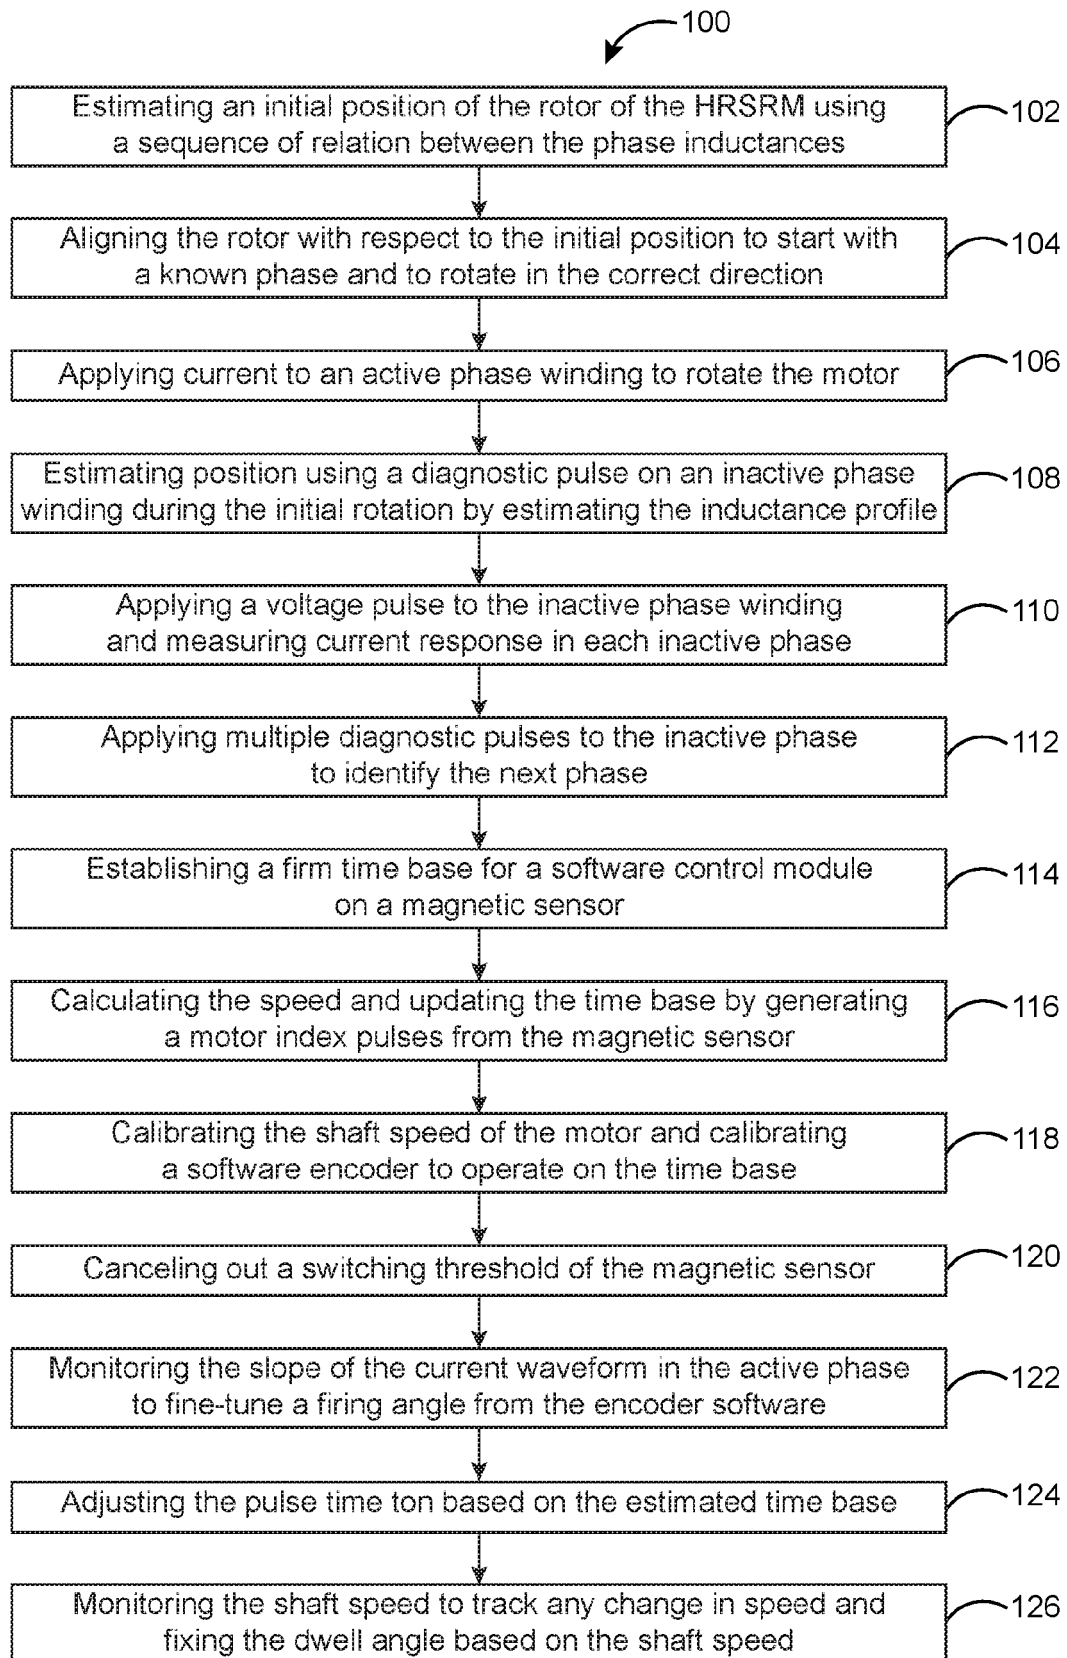 100
Estimating an initial position of the rotor of the HRSRM using
a sequence of relation between the phase inductances
102
Aligning the rotor with respect to the initial position to start with
a known phase and to rotate in the correct direction
104
Applying current to an active phase winding to rotate the motor
106
Estimating position using a diagnostic pulse on an inactive phase
winding during the initial rotation by estimating the inductance profile
108
Applying a voltage pulse to the inactive phase winding
and measuring current response in each inactive phase
110
Applying multiple diagnostic pulses to the inactive phase
to identify the next phase
112
Establishing a firm time base for a software control module
on a magnetic sensor
114
Calculating the speed and updating the time base by generating
a motor index pulses from the magnetic sensor
116
Calibrating the shaft speed of the motor and calibrating
a software encoder to operate on the time base
118
Canceling out a switching threshold of the magnetic sensor
120
Monitoring the slope of the current waveform in the active phase
to fine-tune a firing angle from the encoder software
122
Adjusting the pulse time ton based on the estimated time base
124
Monitoring the shaft speed to track any change in speed and
fixing the dwell angle based on the shaft speed
126